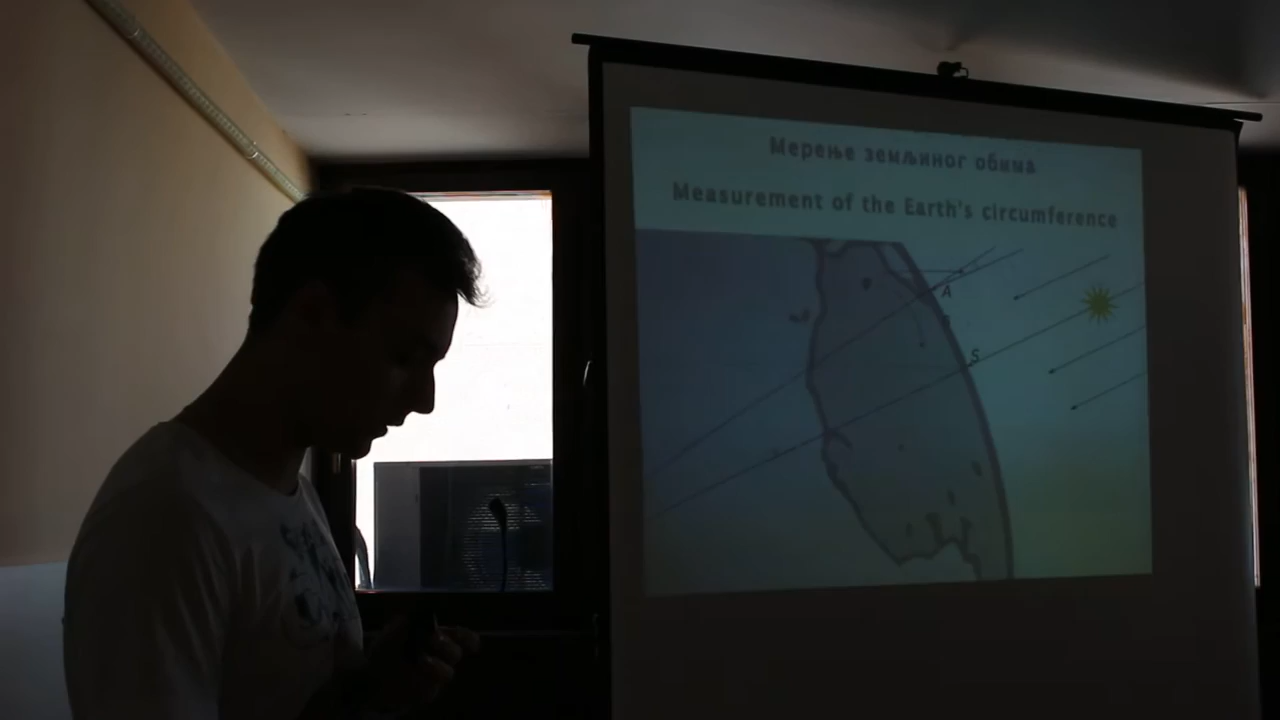 Мерење земљиног обима
Measurement of the Earth's circumference
A
S